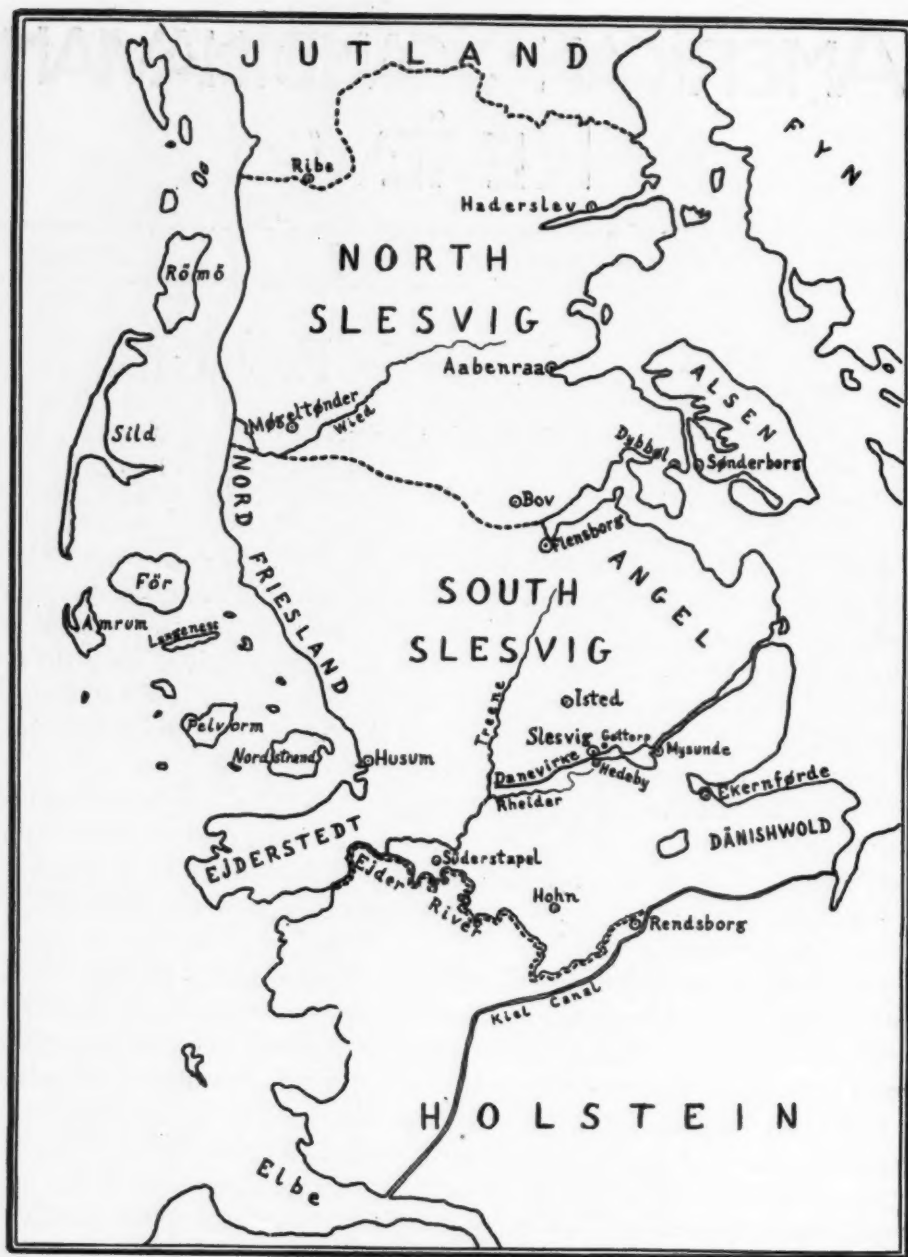 JUTLAND
FYN
Ribe
Haderslev
NORTH
SLESVIG
Römö
Aabenraa
ALSEN
Møgeltønder
Wied
Sild
Dybbøl
Sønderborg
NORD FRIESLAND
Bov
Flensborg
ANGEL
För
SOUTH
SLESVIG
Amrum
Langeness
Treene
Isted
Pelvorm
Slesvig
Gottorp
Mysunde
Nordstrand
Husum
Danevirke
Hedeby
Rheider
Ekernførde
DÄNISHWOLD
EJDERSTEDT
Süderstapel
Ejder River
Hohn
Rendsborg
Kiel Canal
HOLSTEIN
Elbe